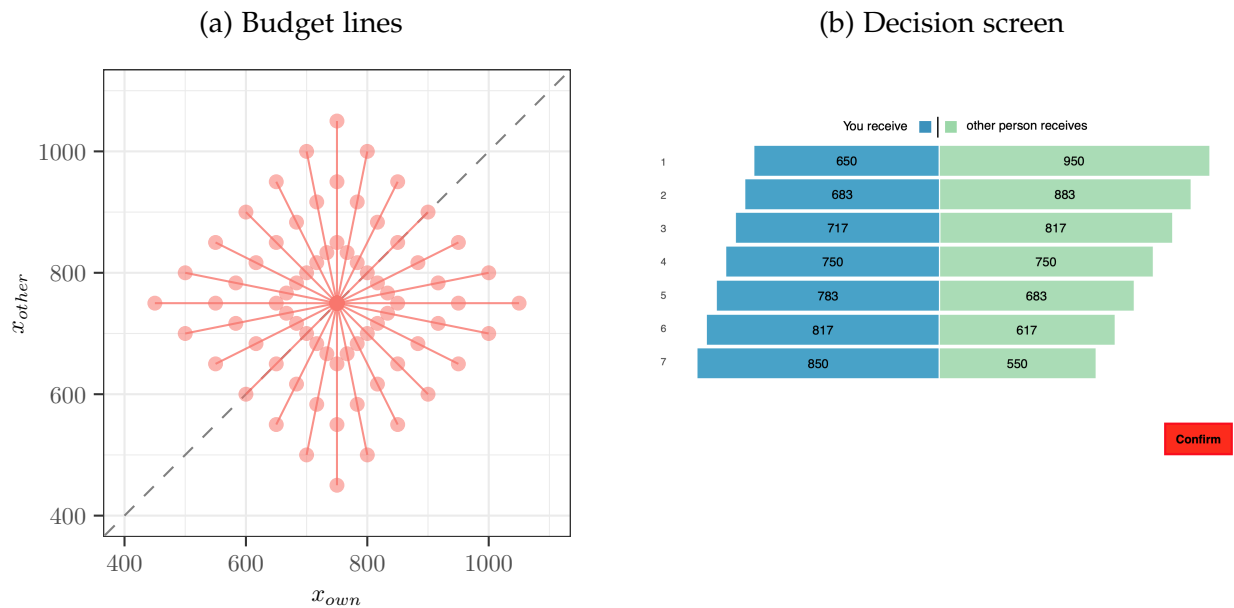 (a) Budget lines
1000
800
600
400
x_other
400 600 800 1000
x_own
(b) Decision screen
You receive other person receives
1 650 950
2 683 883
3 717 817
4 750 750
5 783 683
6 817 617
7 850 550
Confirm